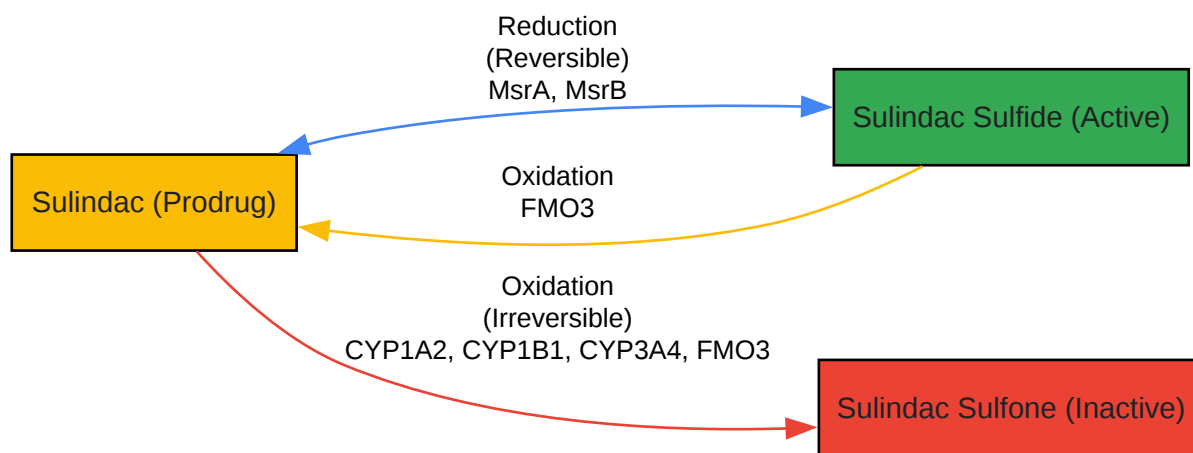 Reduction
(Reversible)
MsrA, MsrB
Sulindac Sulfide (Active)
Sulindac (Prodrug)
Oxidation
FMO3
Oxidation
(Irreversible)
CYP1A2, CYP1B1, CYP3A4, FMO3
Sulindac Sulfone (Inactive)